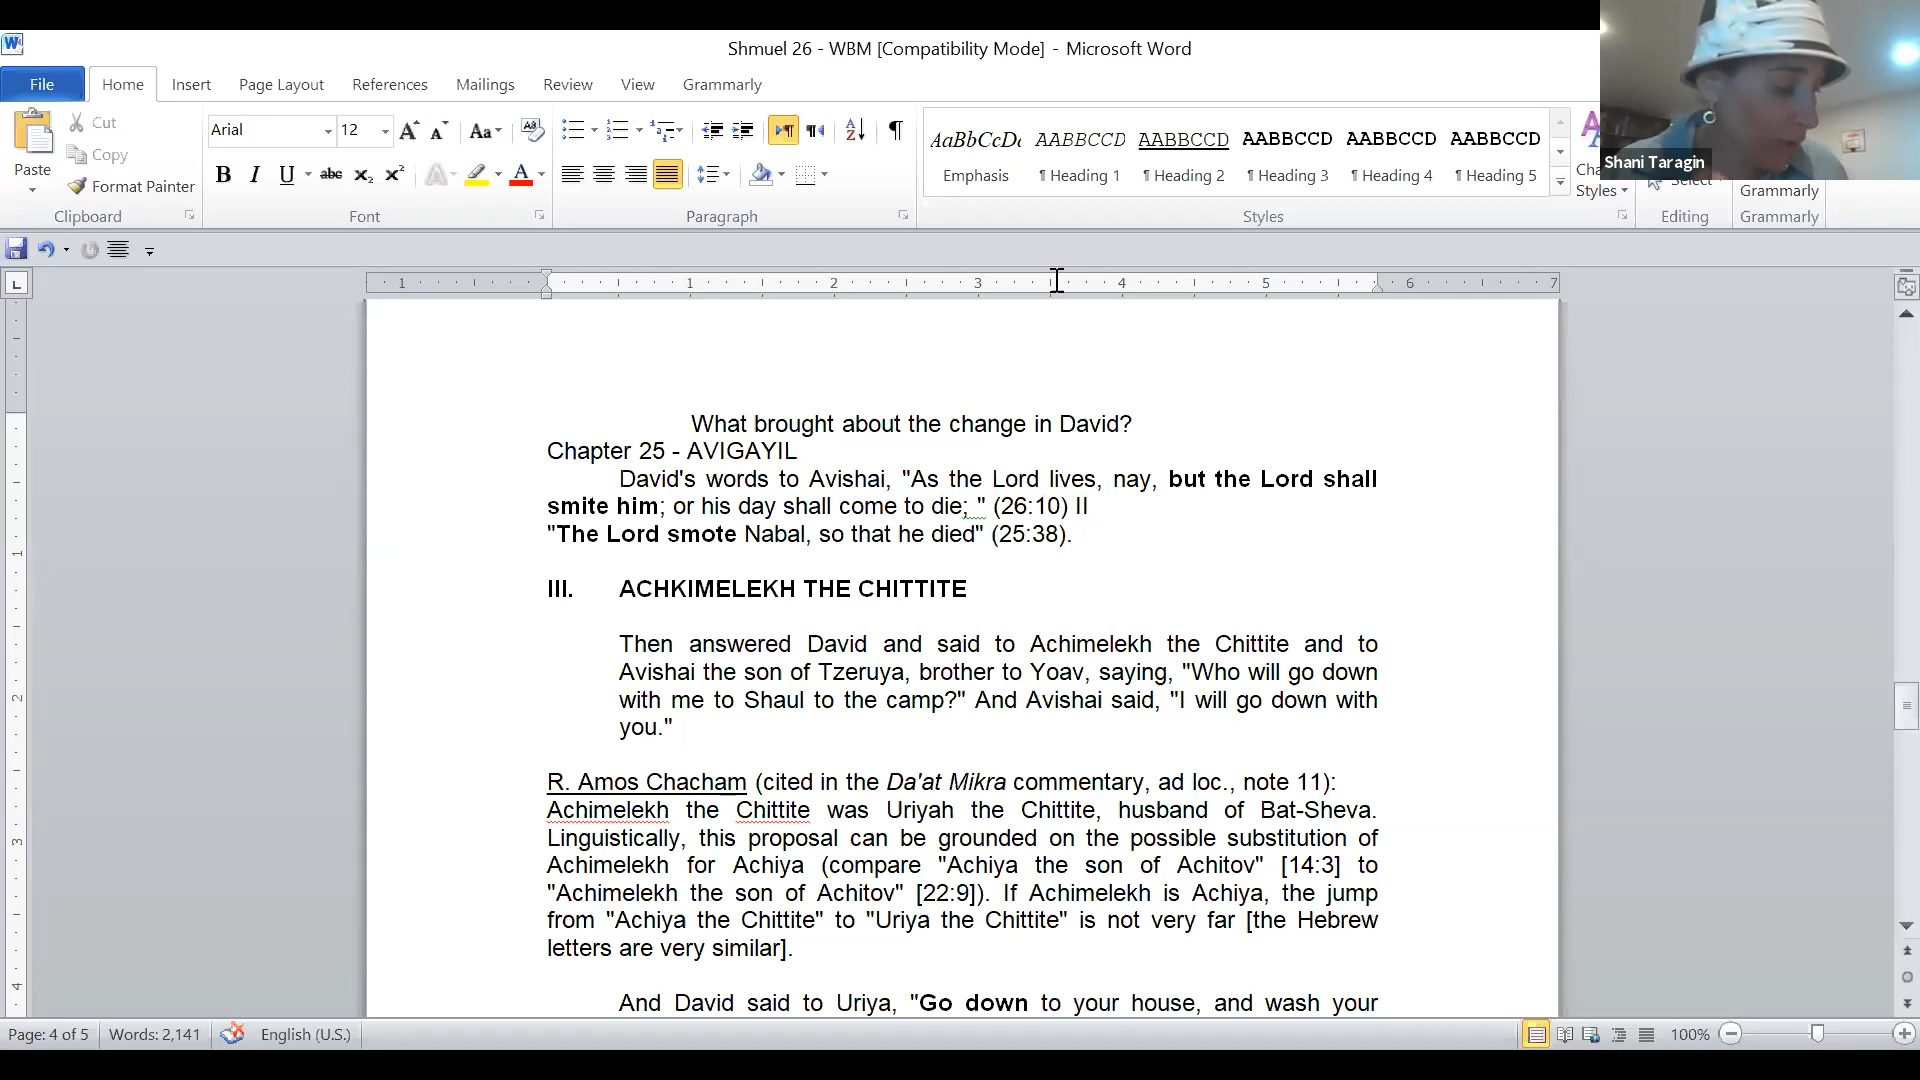 Shmuel 26 - WBM [Compatibility Mode] - Microsoft Word
File Home Insert Page Layout References Mailings Review View Grammarly
Paste
Cut
Copy
Format Painter
Clipboard
Arial 12
Font
Paragraph
AaBbCcDc AABBCCD AABBCCD AABBCCD AABBCCD AABBCCD
Emphasis ¶ Heading 1 ¶ Heading 2 ¶ Heading 3 ¶ Heading 4 ¶ Heading 5
Styles
Styles
Select
Editing
Grammarly
Grammarly
Shani Taragin
1 1 2 3 4 5 6 7
What brought about the change in David?
Chapter 25 - AVIGAYIL
David's words to Avishai, "As the Lord lives, nay, but the Lord shall
smite him; or his day shall come to die; " (26:10) II
"The Lord smote Nabal, so that he died" (25:38).
III. ACHKIMELEKH THE CHITTITE
Then answered David and said to Achimelekh the Chittite and to
Avishai the son of Tzeruya, brother to Yoav, saying, "Who will go down
with me to Shaul to the camp?" And Avishai said, "I will go down with
you."
R. Amos Chacham (cited in the Da'at Mikra commentary, ad loc., note 11):
Achimelekh the Chittite was Uriyah the Chittite, husband of Bat-Sheva.
Linguistically, this proposal can be grounded on the possible substitution of
Achimelekh for Achiya (compare "Achiya the son of Achitov" [14:3] to
"Achimelekh the son of Achitov" [22:9]). If Achimelekh is Achiya, the jump
from "Achiya the Chittite" to "Uriya the Chittite" is not very far [the Hebrew
letters are very similar].
And David said to Uriya, "Go down to your house, and wash your
Page: 4 of 5 Words: 2,141 English (U.S.) 100%